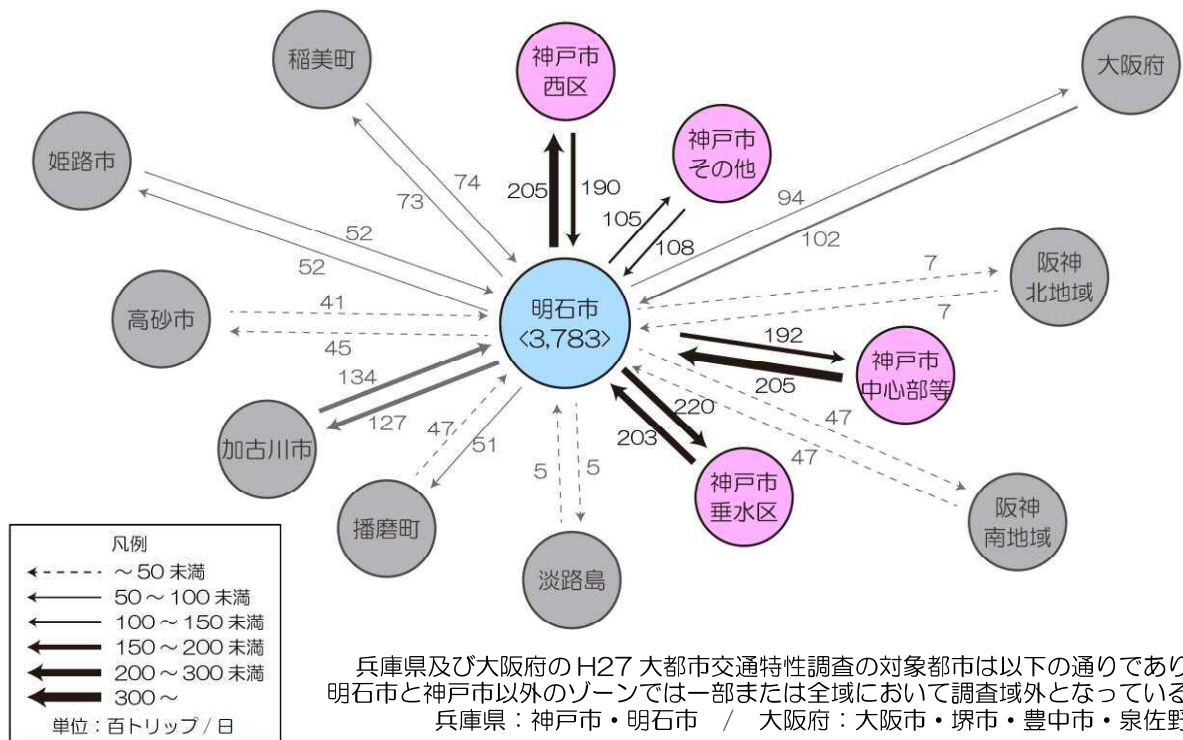 稲美町
神戸市
西区
大阪府
姫路市
神戸市
その他
74
73
205
190
105
108
94
102
52
52
高砂市
41
45
明石市
<3,783>
7
7
阪神
北地域
192
205
神戸市
中心部等
加古川市
134
127
47
51
播磨町
5
5
淡路島
220
203
神戸市
垂水区
47
47
阪神
南地域
凡例
～50 未満
50～100 未満
100～150 未満
150～200 未満
200～300 未満
300～
単位：百トリップ/日
兵庫県及び大阪府のH27 大都市交通特性調査の対象都市は以下の通りであり
明石市と神戸市以外のゾーンでは一部または全域において調査域外となっている
兵庫県：神戸市・明石市 / 大阪府：大阪市・堺市・豊中市・泉佐野